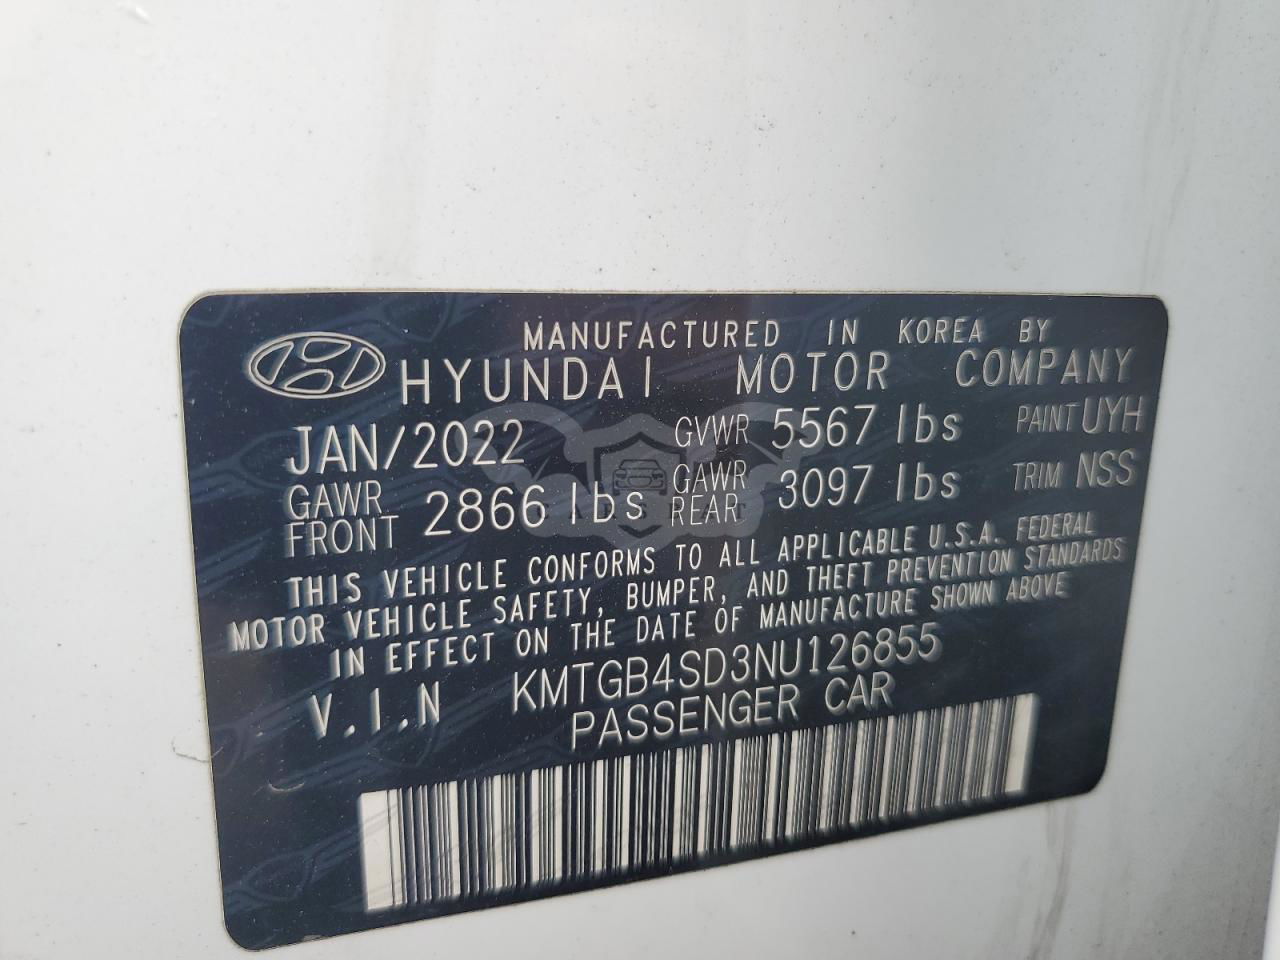 MANUFACTURED IN KOREA BY
HYUNDAI MOTOR COMPANY
JAN/2022 GVWR 5567 lbs PAINT UYH
GAWR FRONT 2866 lbs GAWR REAR 3097 lbs TRIM NSS
THIS VEHICLE CONFORMS TO ALL APPLICABLE U.S.A. FEDERAL
MOTOR VEHICLE SAFETY, BUMPER, AND THEFT PREVENTION STANDARDS
IN EFFECT ON THE DATE OF MANUFACTURE SHOWN ABOVE
V.I.N KMTGB4SD3NU126855
PASSENGER CAR